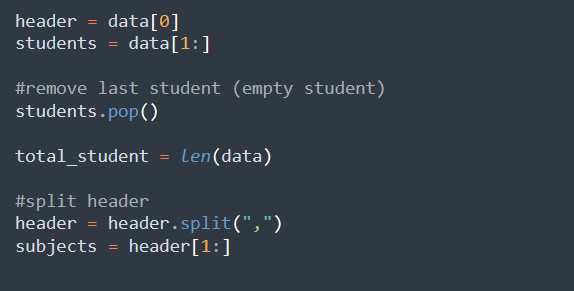 header = data[0]
students = data[1:]
#remove last student (empty student)
students.pop()
total_student = len(data)
#split header
header = header.split(",")
subjects = header[1:]